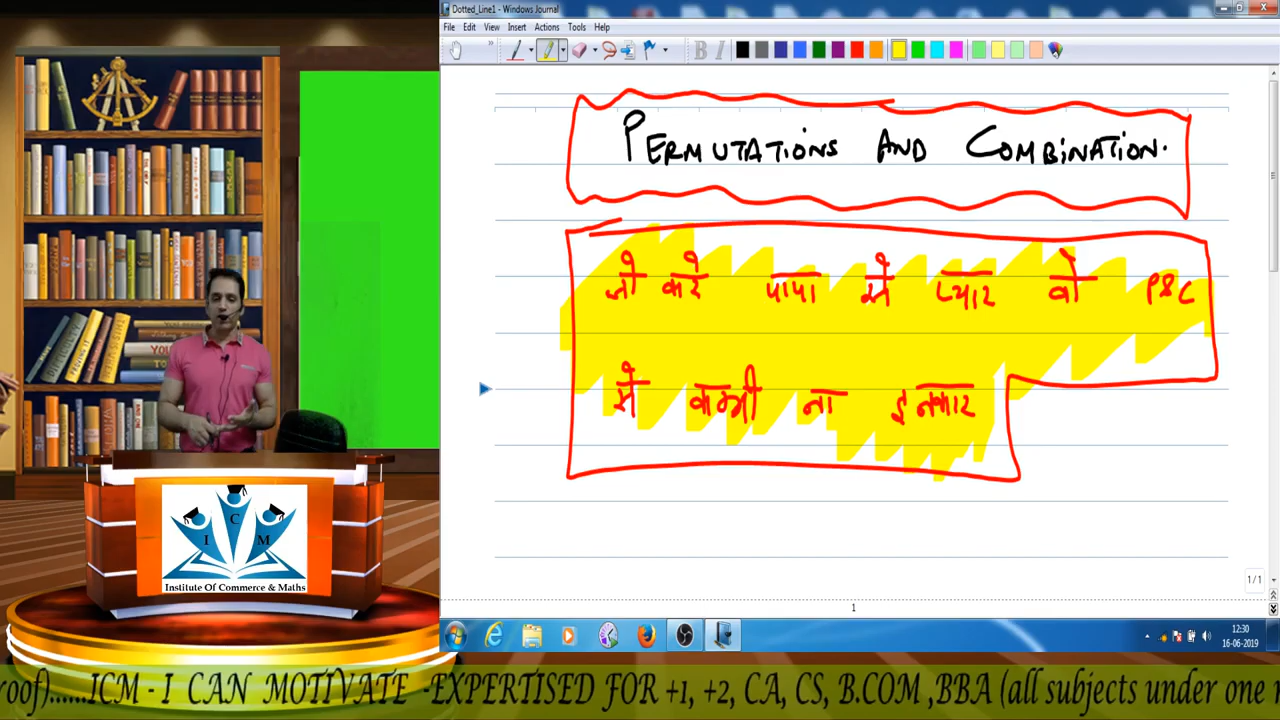 Dotted_Line1 - Windows Journal
File Edit View Insert Actions Tools Help
PERMUTATIONS AND COMBINATION.
जो करे पापा से प्यार वो P&C
से कभी ना इनकार
1/1
1
12:30
16-06-2019
I C M
Institute Of Commerce & Maths
roof)......ICM - I CAN MOTIVATE -EXPERTISED FOR +1, +2, CA, CS, B.COM ,BBA (all subjects under one